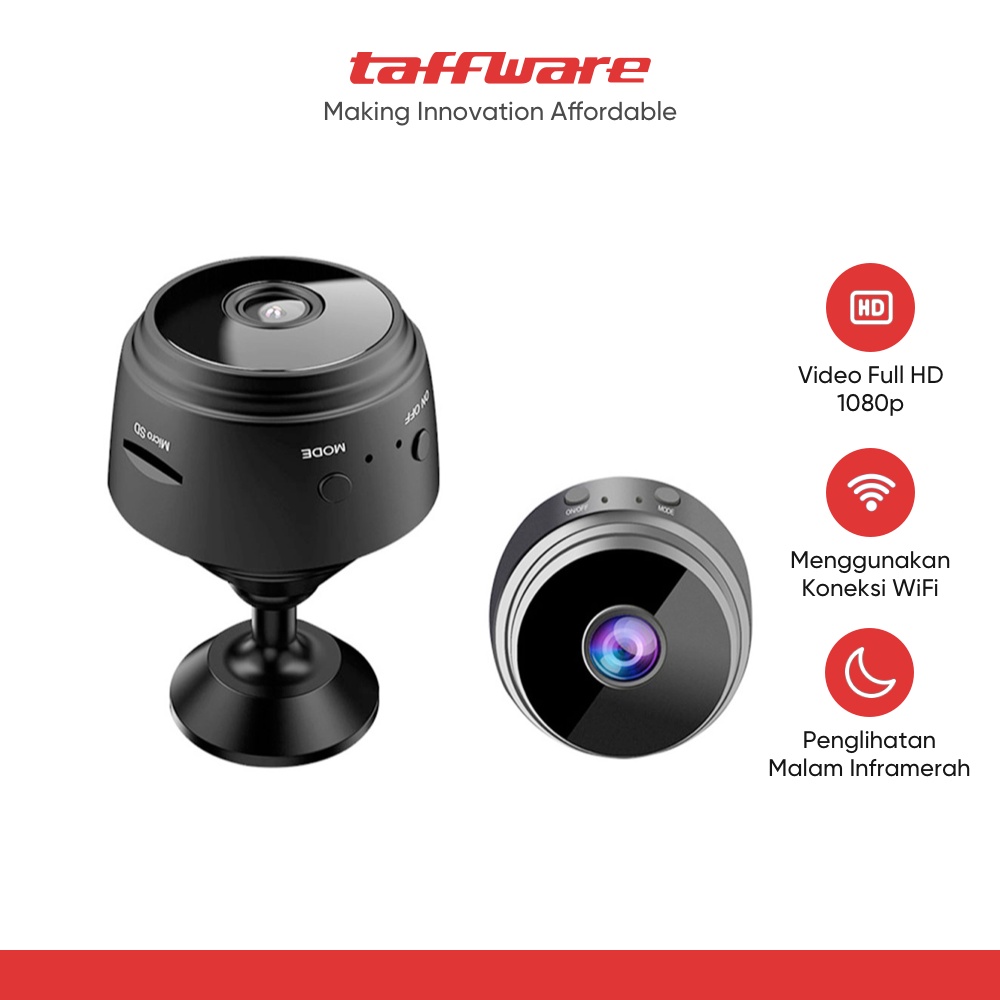 taffware
Making Innovation Affordable
HD
Video Full HD
1080p
Micro SD
MODE
ON OFF
ON/OFF
MODE
Menggunakan
Koneksi WiFi
Penglihatan
Malam Inframerah